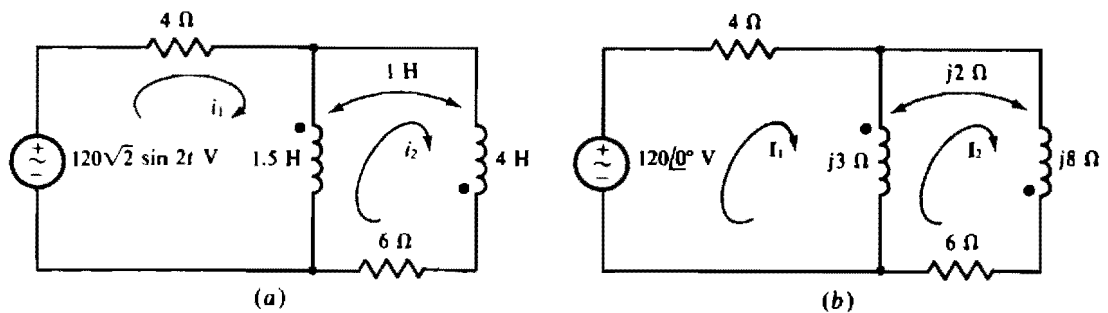 4 Ω
1 H
i₁
120√2 sin 2t V
1.5 H
i₂
4 H
6 Ω
(a)
4 Ω
j2 Ω
120/0° V
I₁
j3 Ω
I₂
j8 Ω
6 Ω
(b)